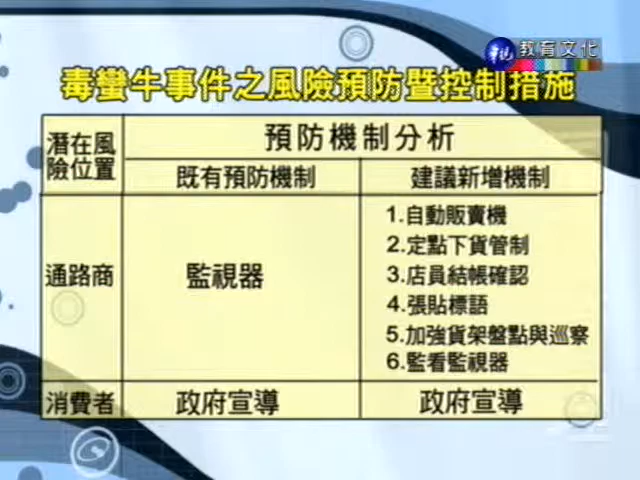 華視 教育文化
毒蠻牛事件之風險預防暨控制措施
潛在風險位置
預防機制分析
既有預防機制
建議新增機制
通路商
監視器
1.自動販賣機
2.定點下貨管制
3.店員結帳確認
4.張貼標語
5.加強貨架盤點與巡察
6.監看監視器
消費者
政府宣導
政府宣導